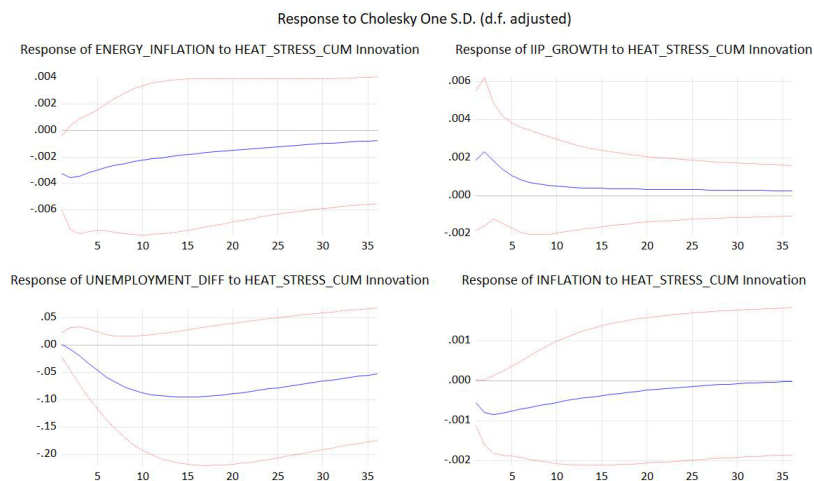 Response to Cholesky One S.D. (d.f. adjusted)
Response of ENERGY_INFLATION to HEAT_STRESS_CUM Innovation
.004
.002
.000
-.002
-.004
-.006
5 10 15 20 25 30 35
Response of IIP_GROWTH to HEAT_STRESS_CUM Innovation
.006
.004
.002
.000
-.002
5 10 15 20 25 30 35
Response of UNEMPLOYMENT_DIFF to HEAT_STRESS_CUM Innovation
.05
.00
-.05
-.10
-.15
-.20
5 10 15 20 25 30 35
Response of INFLATION to HEAT_STRESS_CUM Innovation
.001
.000
-.001
-.002
5 10 15 20 25 30 35